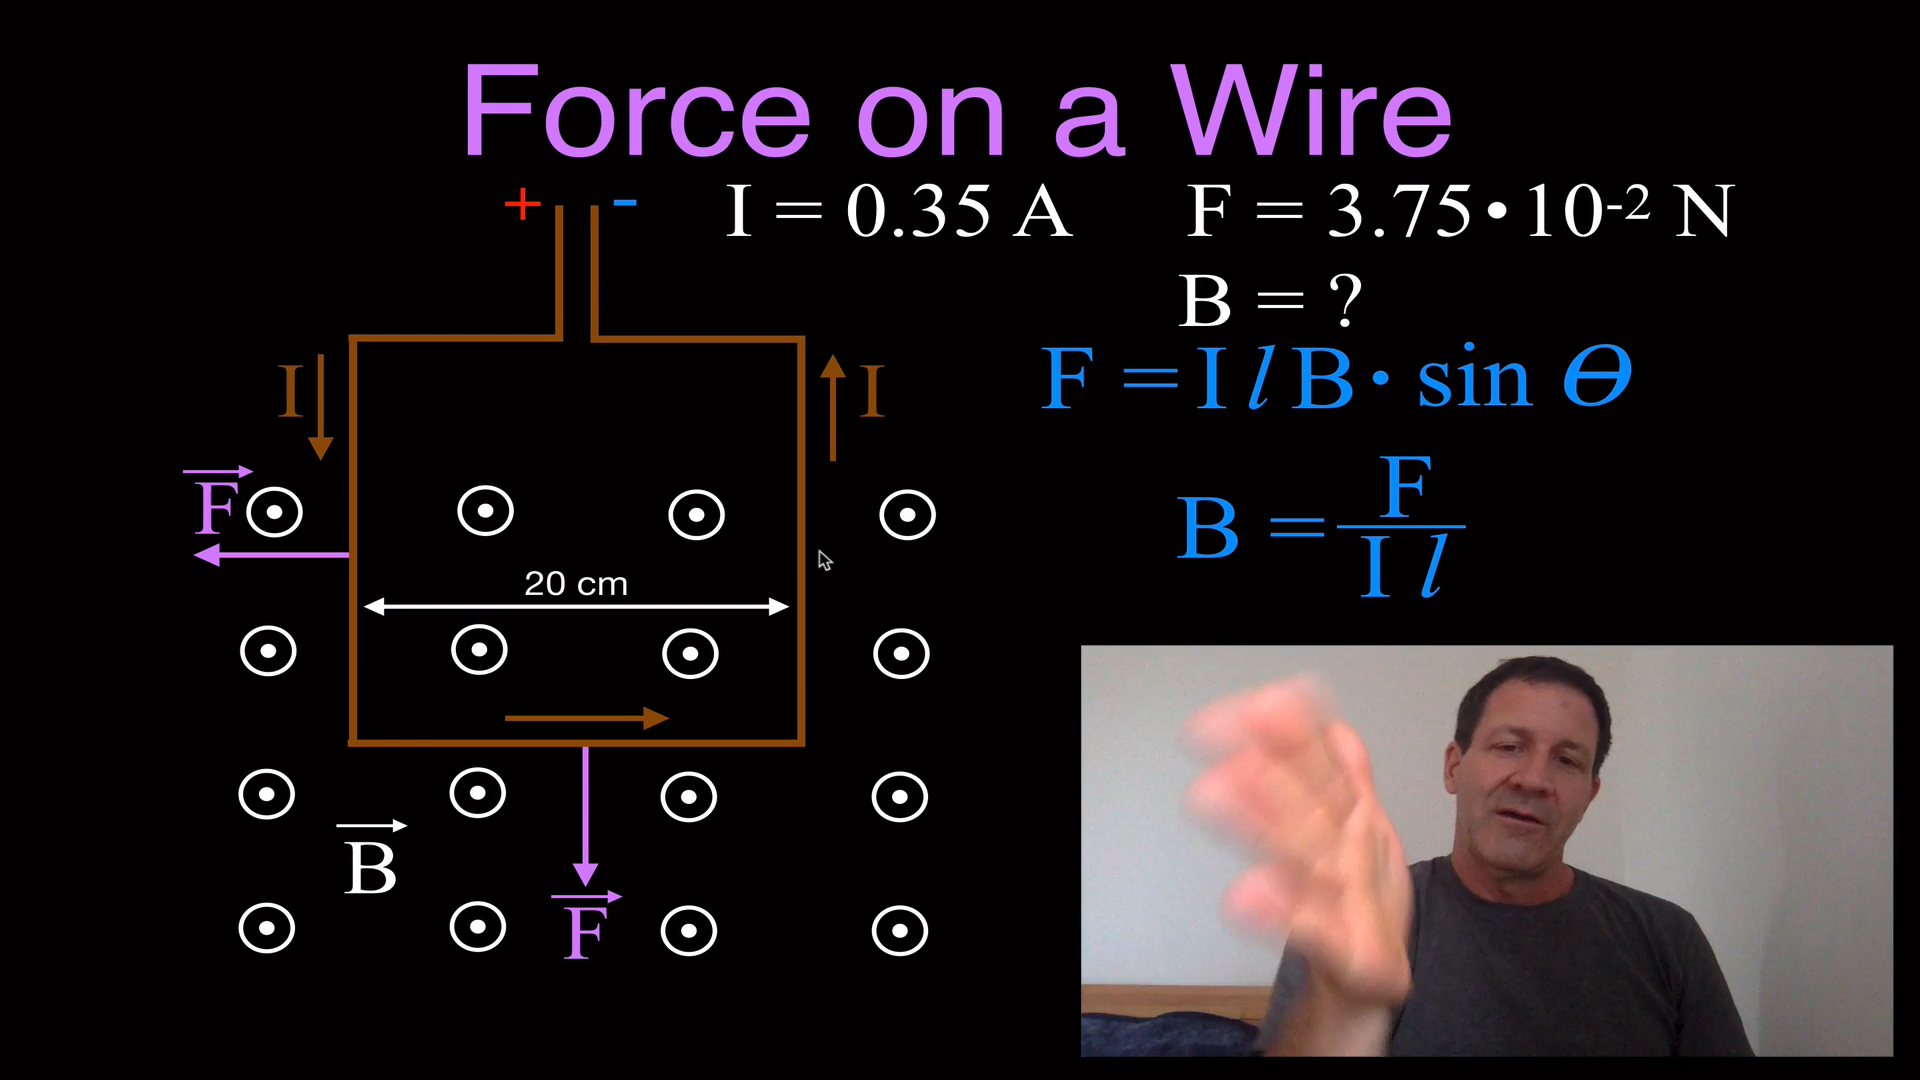 Force on a Wire
+ - I = 0.35 A F = 3.75•10⁻² N
B = ?
F = I l B • sin Θ
I I
B = F / I l
F
20 cm
B
F